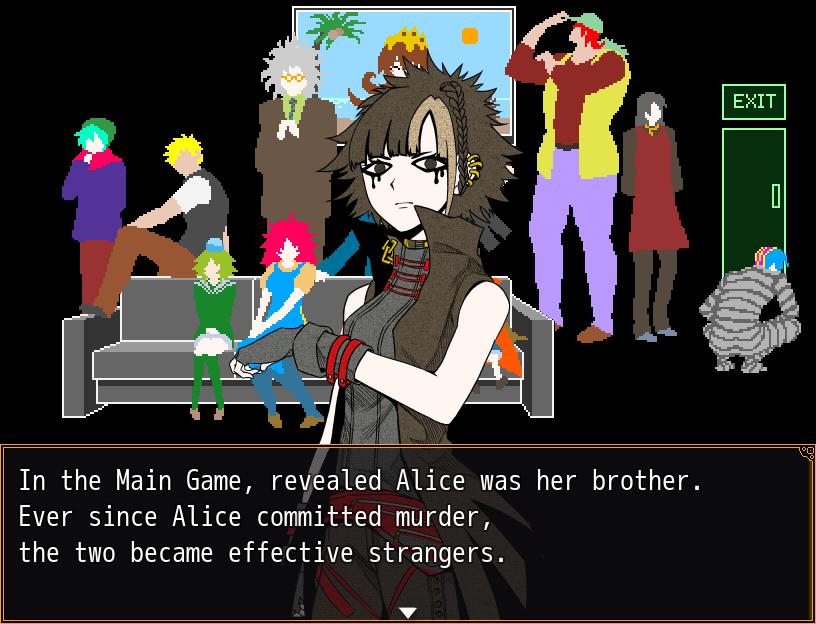 EXIT
In the Main Game, revealed Alice was her brother.
Ever since Alice committed murder,
the two became effective strangers.